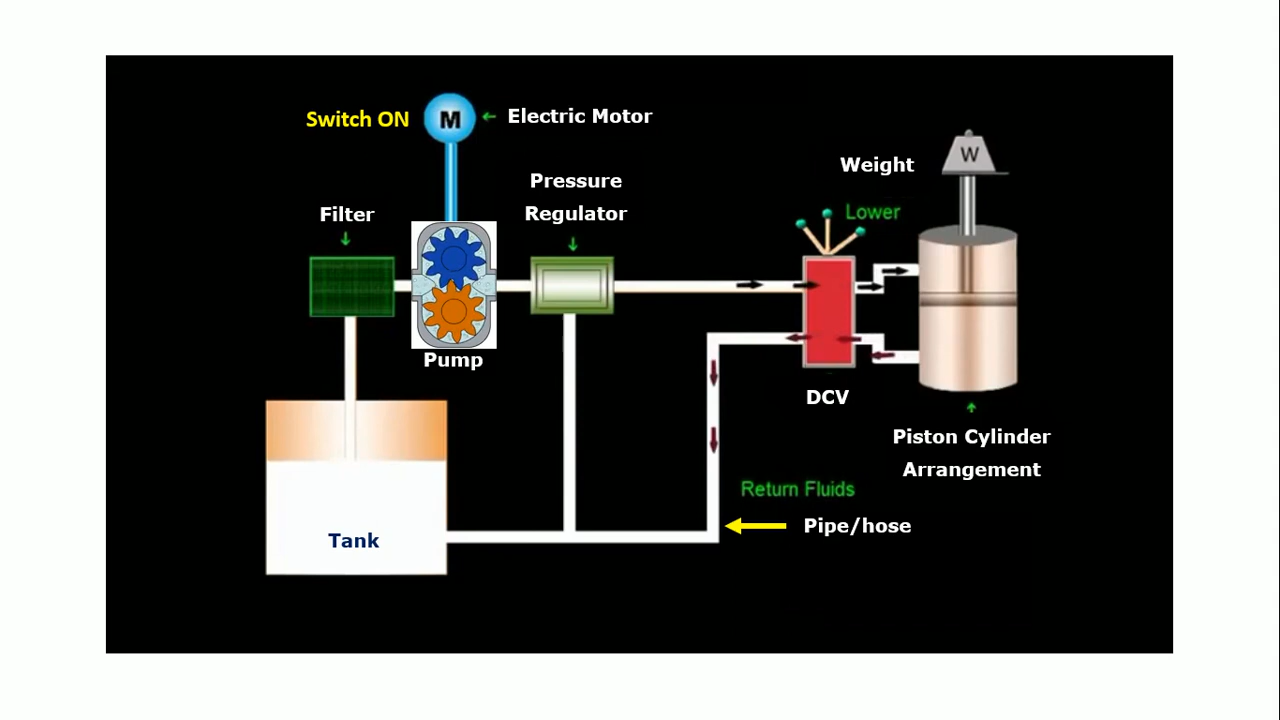 Switch ON
M
Electric Motor
Weight
W
Pressure
Regulator
Filter
Lower
Pump
DCV
Piston Cylinder
Arrangement
Return Fluids
Pipe/hose
Tank